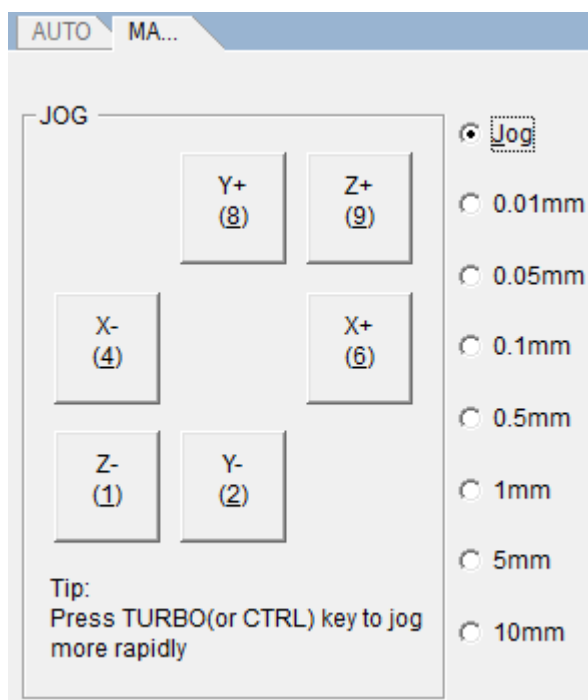 AUTO MA...
JOG
Y+
(8)
Z+
(9)
X-
(4)
X+
(6)
Z-
(1)
Y-
(2)
Tip:
Press TURBO(or CTRL) key to jog
more rapidly
Jog
0.01mm
0.05mm
0.1mm
0.5mm
1mm
5mm
10mm